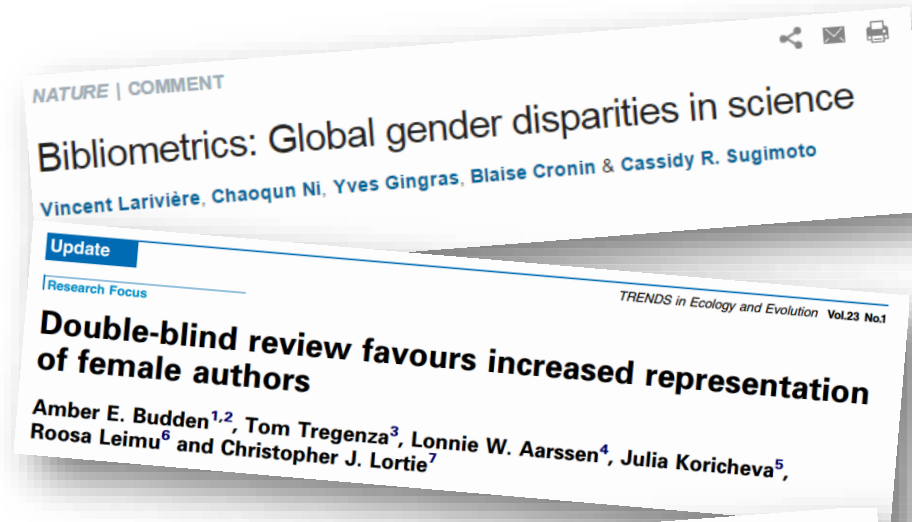 NATURE | COMMENT
Bibliometrics: Global gender disparities in science
Vincent Larivière, Chaoqun Ni, Yves Gingras, Blaise Cronin & Cassidy R. Sugimoto
Update
Research Focus
TRENDS in Ecology and Evolution Vol.23 No.1
Double-blind review favours increased representation
of female authors
Amber E. Budden1,2, Tom Tregenza3, Lonnie W. Aarssen4, Julia Koricheva5,
Roosa Leimu6 and Christopher J. Lortie7